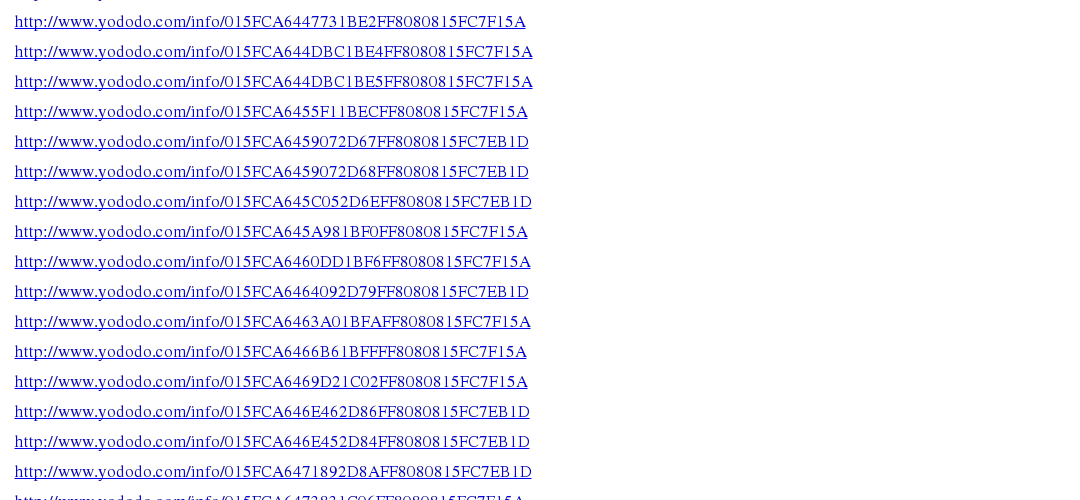 http://www.yododo.com/info/015FCA6447731BE2FF8080815FC7F15A
http://www.yododo.com/info/015FCA644DBC1BE4FF8080815FC7F15A
http://www.yododo.com/info/015FCA644DBC1BE5FF8080815FC7F15A
http://www.yododo.com/info/015FCA6455F11BECFF8080815FC7F15A
http://www.yododo.com/info/015FCA6459072D67FF8080815FC7EB1D
http://www.yododo.com/info/015FCA6459072D68FF8080815FC7EB1D
http://www.yododo.com/info/015FCA645C052D6EFF8080815FC7EB1D
http://www.yododo.com/info/015FCA645A981BF0FF8080815FC7F15A
http://www.yododo.com/info/015FCA6460DD1BF6FF8080815FC7F15A
http://www.yododo.com/info/015FCA6464092D79FF8080815FC7EB1D
http://www.yododo.com/info/015FCA6463A01BFAFF8080815FC7F15A
http://www.yododo.com/info/015FCA6466B61BFFFF8080815FC7F15A
http://www.yododo.com/info/015FCA6469D21C02FF8080815FC7F15A
http://www.yododo.com/info/015FCA646E462D86FF8080815FC7EB1D
http://www.yododo.com/info/015FCA646E452D84FF8080815FC7EB1D
http://www.yododo.com/info/015FCA6471892D8AFF8080815FC7EB1D